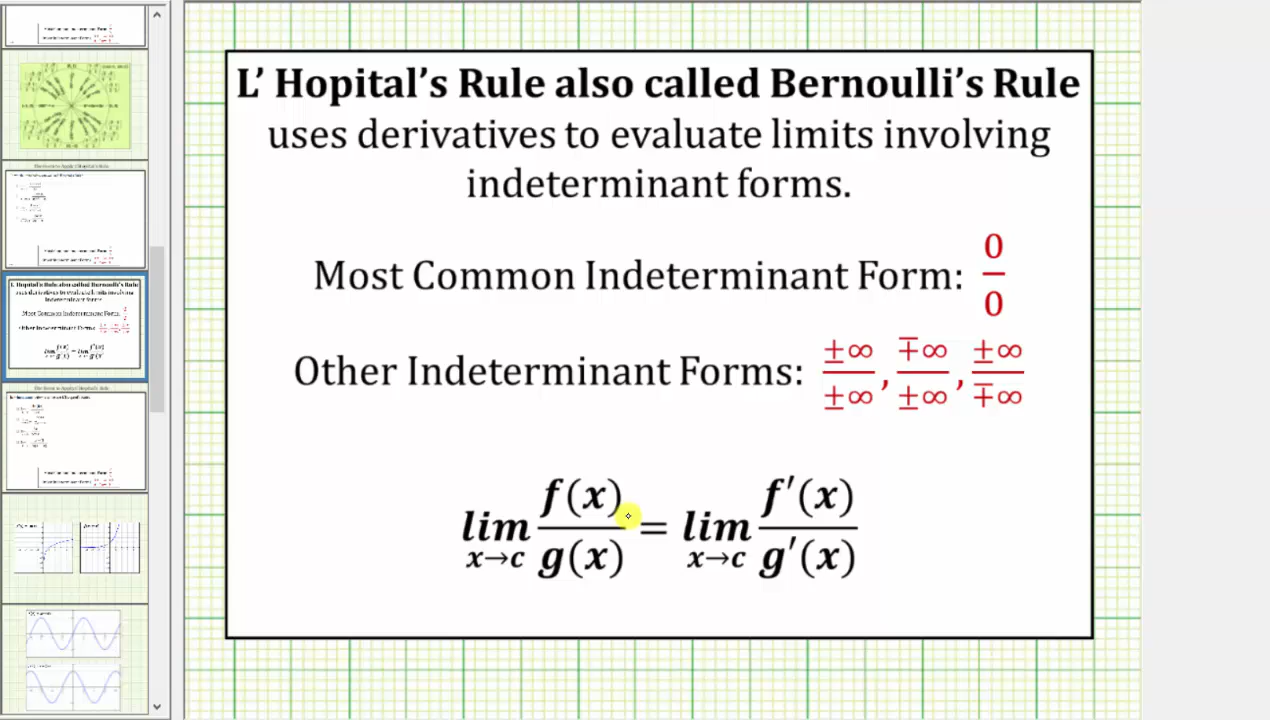 L’ Hopital’s Rule also called Bernoulli’s Rule
uses derivatives to evaluate limits involving
indeterminant forms.
Most Common Indeterminant Form: 0/0
Other Indeterminant Forms: ±∞/±∞, ∓∞/±∞, ±∞/∓∞
lim x→c f(x)/g(x) = lim x→c f′(x)/g′(x)